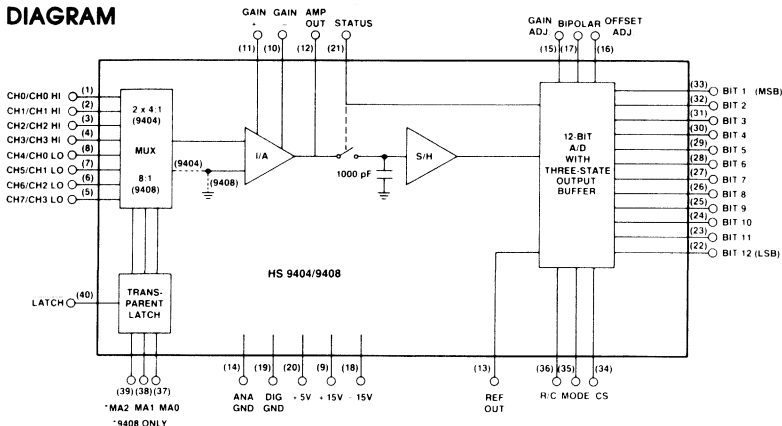 DIAGRAM
GAIN + GAIN − AMP OUT STATUS
(11) (10) (12) (21)
GAIN ADJ BIPOLAR OFFSET ADJ
(15) (17) (16)
CH0/CH0 HI (1)
CH1/CH1 HI (2)
CH2/CH2 HI (3)
CH3/CH3 HI (4)
CH4/CH0 LO (8)
CH5/CH1 LO (7)
CH6/CH2 LO (6)
CH7/CH3 LO (5)
2 x 4:1
(9404)
MUX
8:1
(9408)
(9404)
(9408)
I/A
1000 pF
S/H
12-BIT
A/D
WITH
THREE-STATE
OUTPUT
BUFFER
(33) BIT 1 (MSB)
(32) BIT 2
(31) BIT 3
(30) BIT 4
(29) BIT 5
(28) BIT 6
(27) BIT 7
(26) BIT 8
(25) BIT 9
(24) BIT 10
(23) BIT 11
(22) BIT 12 (LSB)
HS 9404/9408
LATCH (40)
TRANS-
PARENT
LATCH
(39) (38) (37)
*MA2 MA1 MA0
*9408 ONLY
(14) (19) (20) (9) (18)
ANA GND DIG GND +5V +15V −15V
(13)
REF OUT
(36) (35) (34)
R/C MODE CS